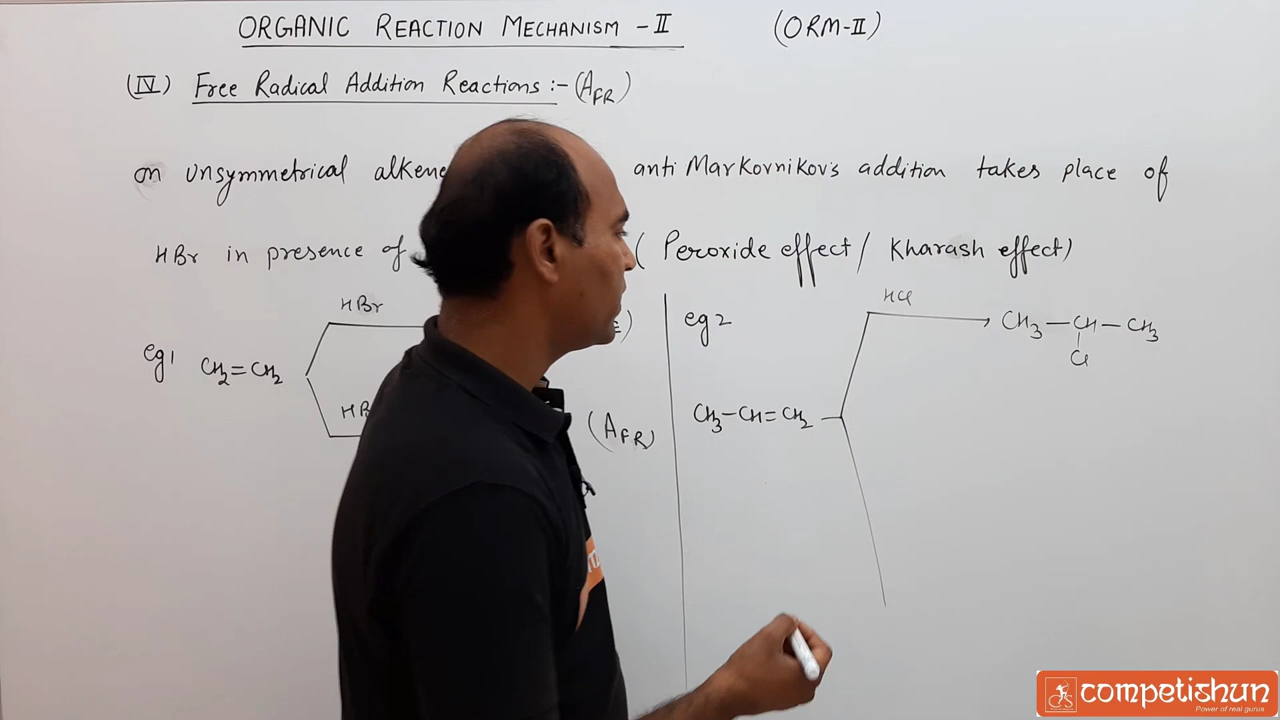 ORGANIC REACTION MECHANISM - II (ORM-II)
(IV) Free Radical Addition Reactions :- (AFR)
on unsymmetrical alkene anti Markovnikov's addition takes place of
HBr in presence of ( Peroxide effect / Kharash effect)
HBr
eg1 CH2=CH2
(AFR)
eg2
HCl
CH3-CH-CH3
Cl
CH3-CH=CH2
competishun
Power of real gurus